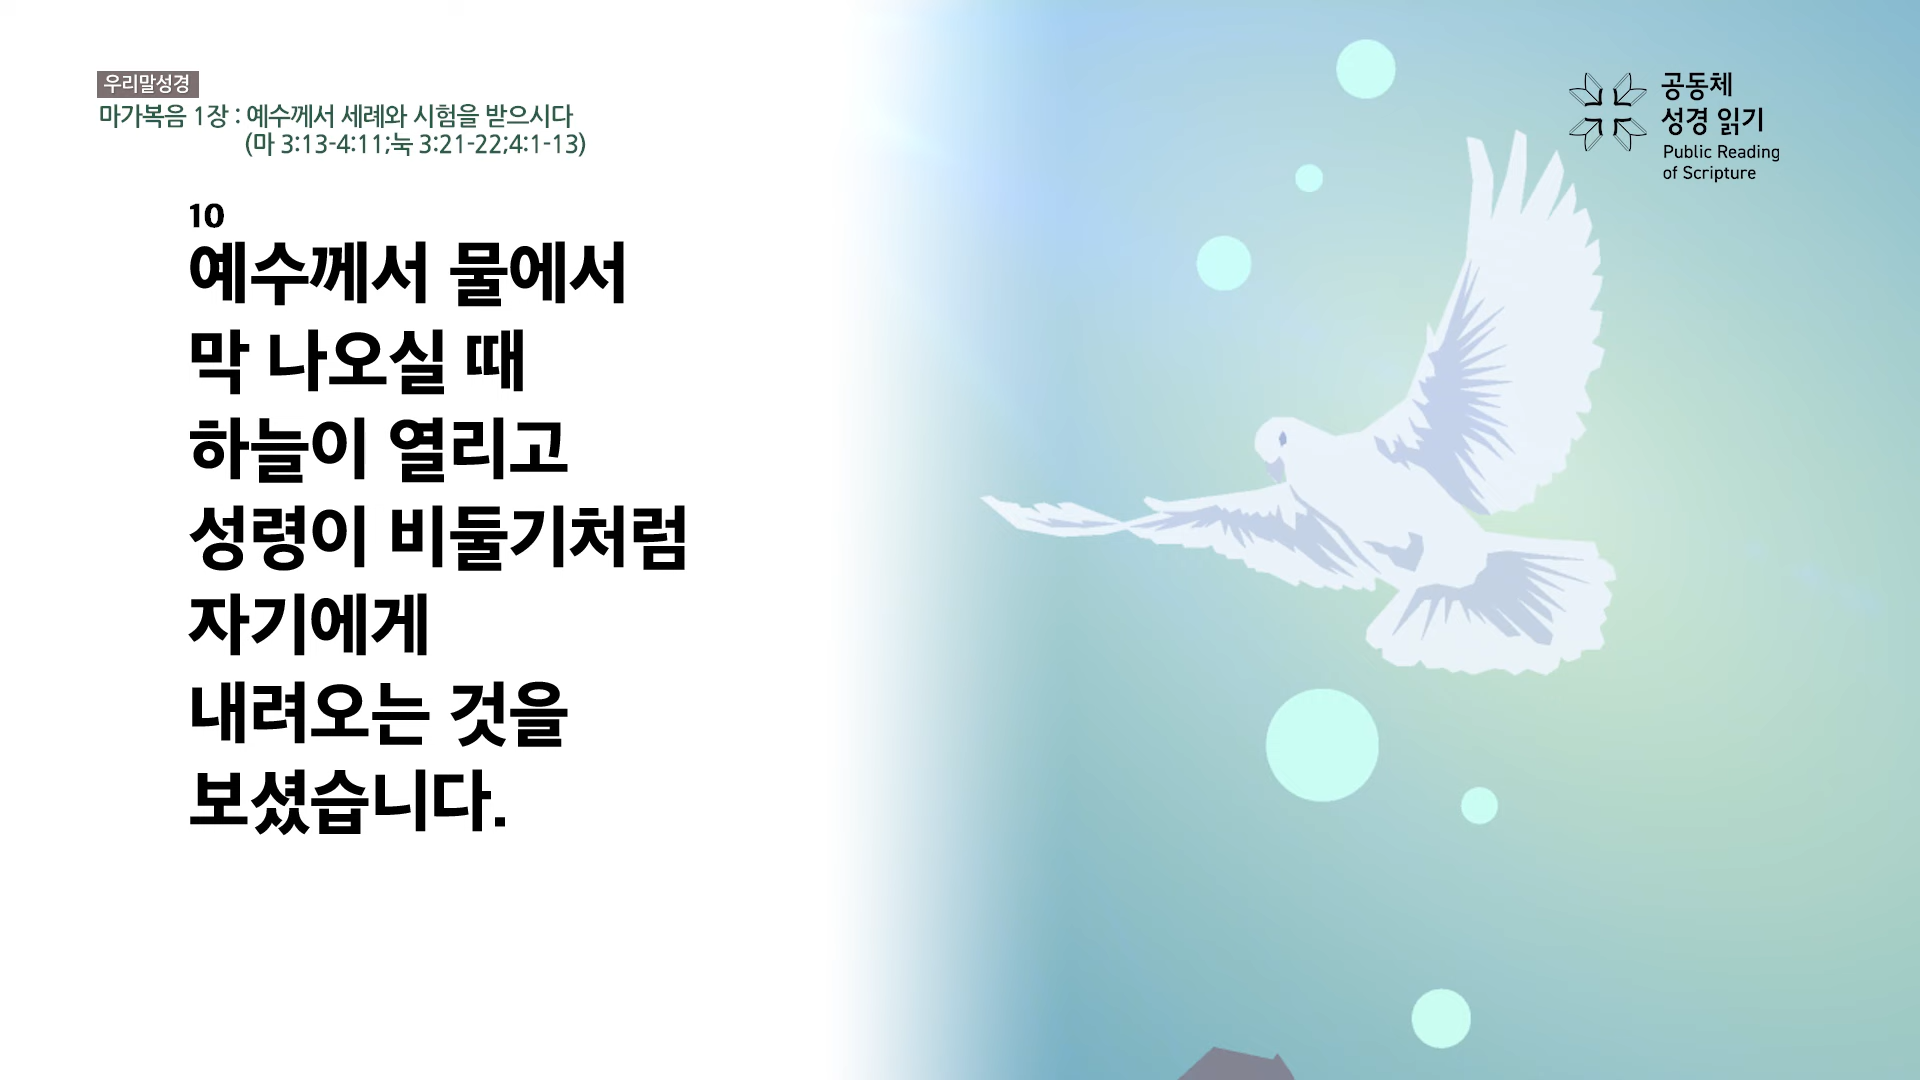 우리말성경
마가복음 1장 : 예수께서 세례와 시험을 받으시다
(마 3:13-4:11;눅 3:21-22;4:1-13)
공동체
성경 읽기
Public Reading
of Scripture
10
예수께서 물에서
막 나오실 때
하늘이 열리고
성령이 비둘기처럼
자기에게
내려오는 것을
보셨습니다.